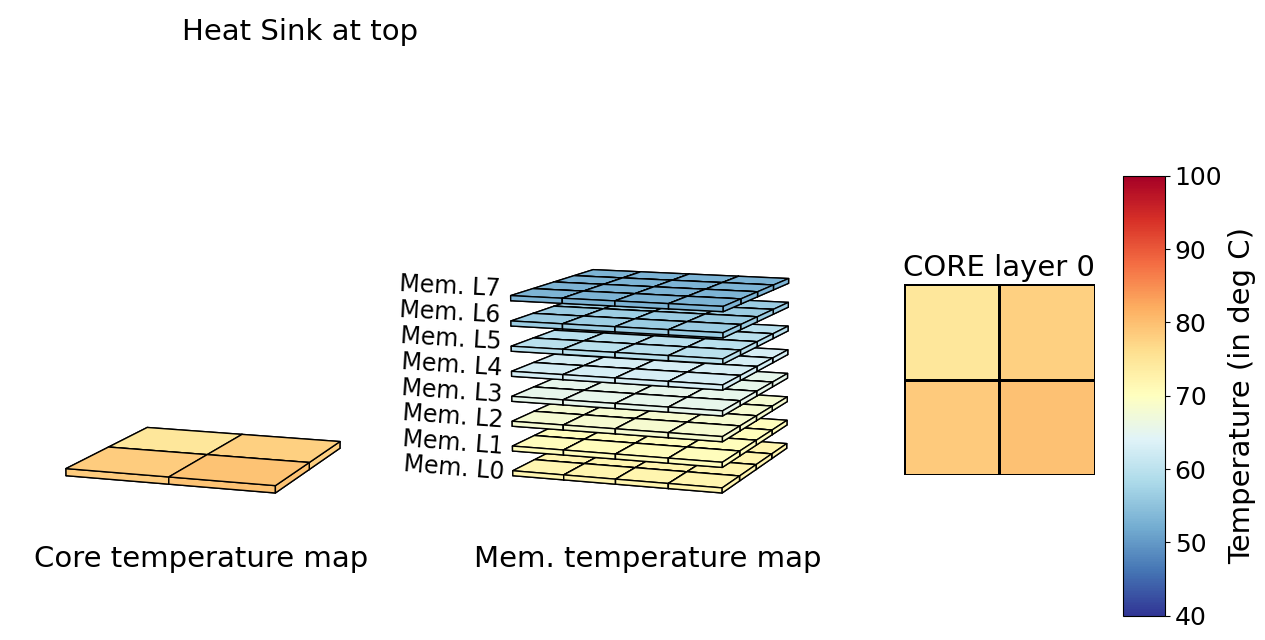 Heat Sink at top
Mem. L7
Mem. L6
Mem. L5
Mem. L4
Mem. L3
Mem. L2
Mem. L1
Mem. L0
Core temperature map
Mem. temperature map
CORE layer 0
100
90
80
70
60
50
40
Temperature (in deg C)